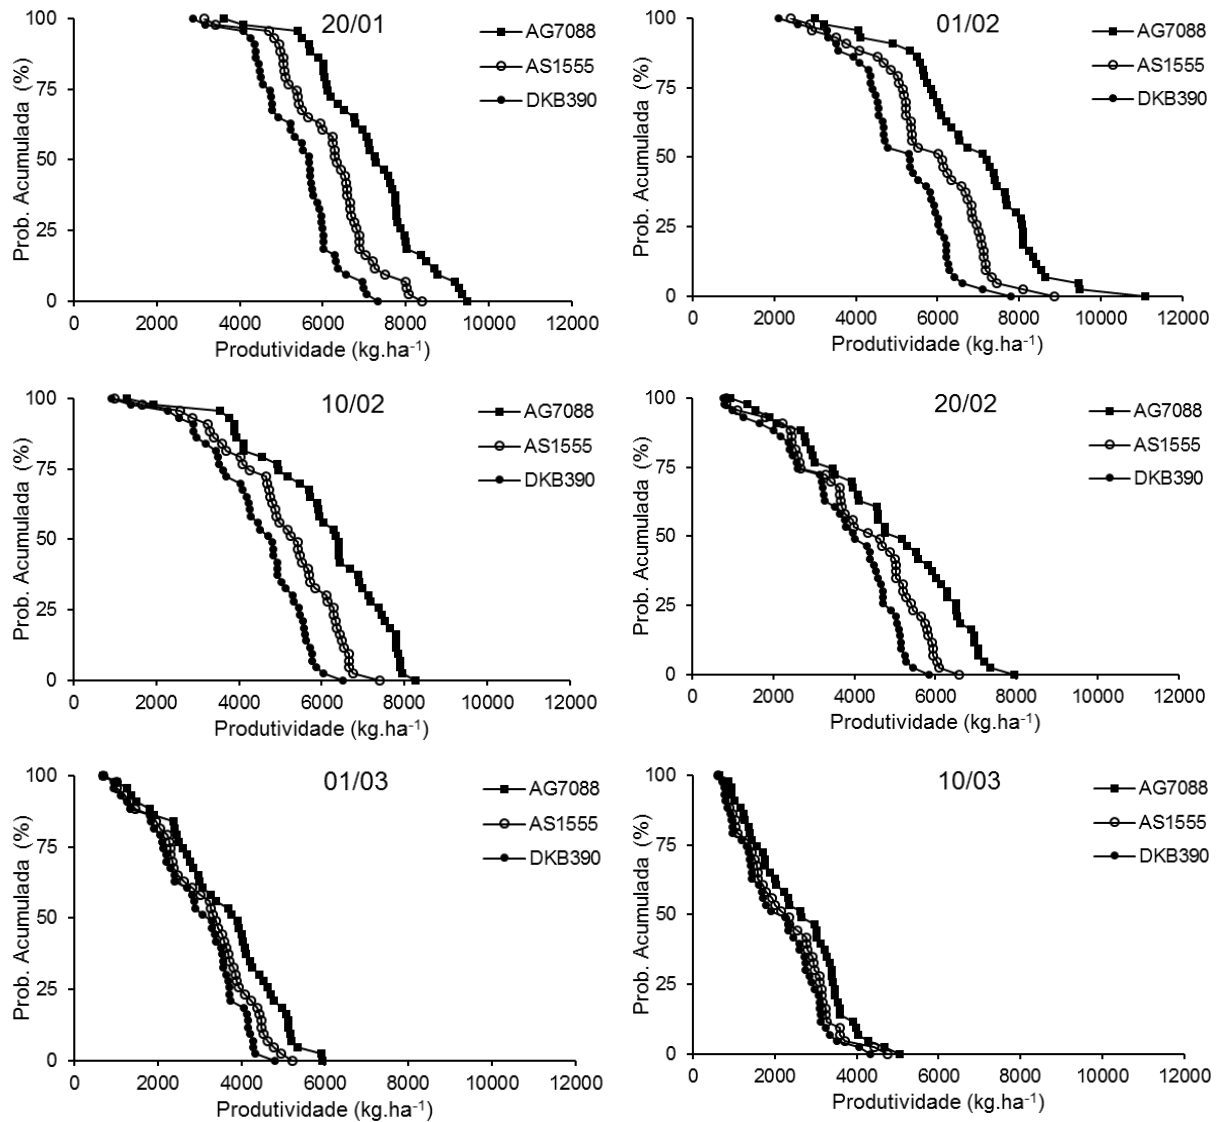 20/01
Prob. Acumulada (%)
100
75
50
25
0
0 2000 4000 6000 8000 10000 12000
Produtividade (kg.ha⁻¹)
AG7088
AS1555
DKB390
01/02
Prob. Acumulada (%)
100
75
50
25
0
0 2000 4000 6000 8000 10000 12000
Produtividade (kg.ha⁻¹)
AG7088
AS1555
DKB390
10/02
Prob. Acumulada (%)
100
75
50
25
0
0 2000 4000 6000 8000 10000 12000
Produtividade (kg.ha⁻¹)
AG7088
AS1555
DKB390
20/02
Prob. Acumulada (%)
100
75
50
25
0
0 2000 4000 6000 8000 10000 12000
Produtividade (kg.ha⁻¹)
AG7088
AS1555
DKB390
01/03
Prob. Acumulada (%)
100
75
50
25
0
0 2000 4000 6000 8000 10000 12000
Produtividade (kg.ha⁻¹)
AG7088
AS1555
DKB390
10/03
Prob. Acumulada (%)
100
75
50
25
0
0 2000 4000 6000 8000 10000 12000
Produtividade (kg.ha⁻¹)
AG7088
AS1555
DKB390